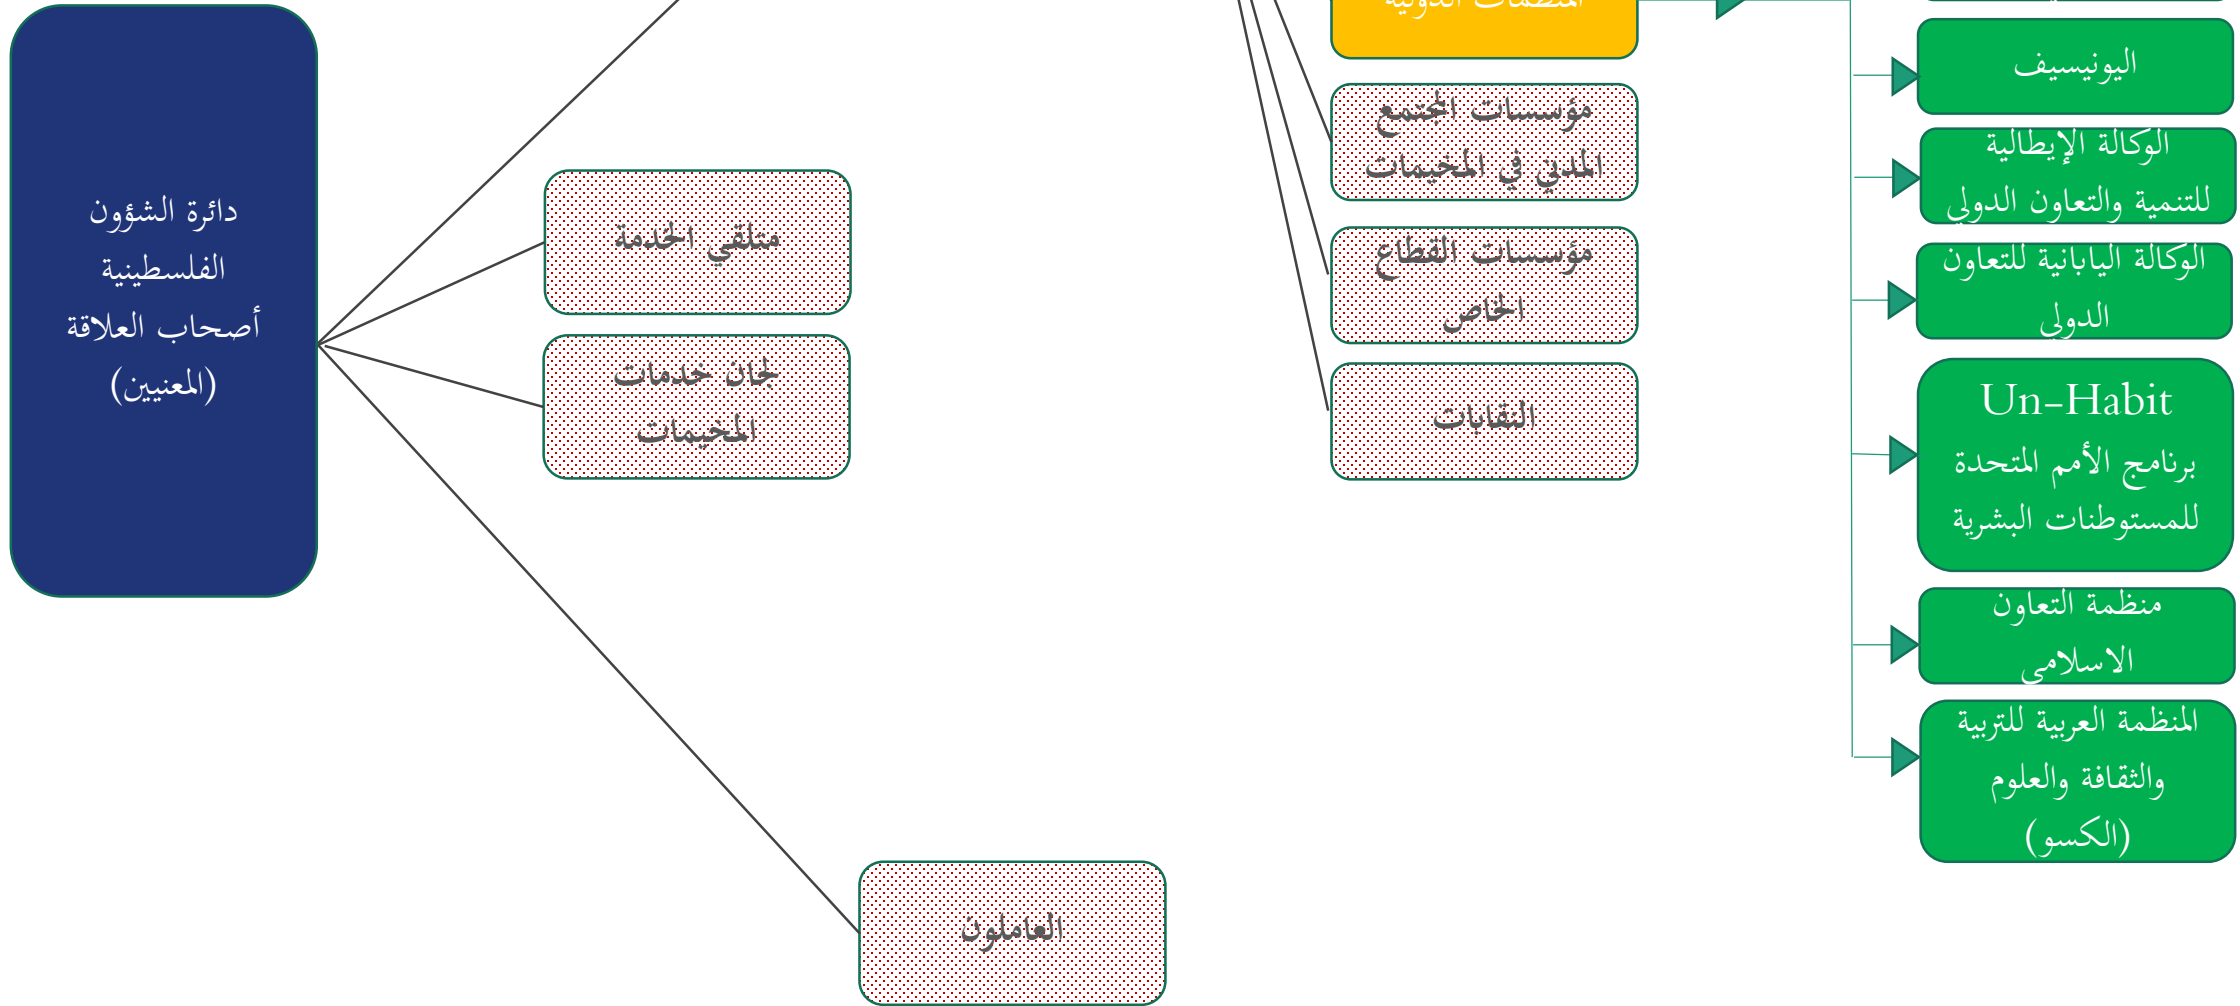 دائرة الشؤون
الفلسطينية
أصحاب العلاقة
(المعنيين)
متلقي الخدمة
لجان خدمات
المخيمات
العاملون
المنظمات الدولية
مؤسسات المجتمع
المدني في المخيمات
مؤسسات القطاع
الخاص
النقابات
اليونيسيف
الوكالة الإيطالية
للتنمية والتعاون الدولي
الوكالة اليابانية للتعاون
الدولي
Un-Habit
برنامج الأمم المتحدة
للمستوطنات البشرية
منظمة التعاون
الاسلامي
المنظمة العربية للتربية
والثقافة والعلوم
(الكسو)